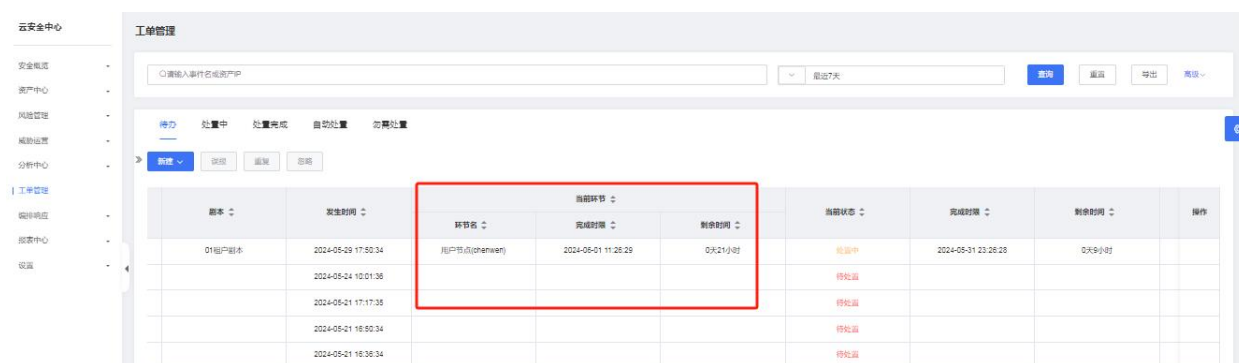 云安全中心
工单管理
安全概览
资产中心
风险管理
威胁运营
分析中心
工单管理
编排响应
报表中心
设置
请输入事件名或资产IP
最近7天
查询
重置
导出
高级
待办 处置中 处置完成 自动处置 勿需处置
新建 误报 重复 忽略
剧本 发生时间 当前环节 当前状态 完成时限 剩余时间 操作
环节名 完成时限 剩余时间
01租户剧本 2024-05-29 17:50:34 用户节点(chenwen) 2024-06-01 11:26:29 0天21小时 处置中 2024-05-31 23:26:28 0天9小时
2024-05-24 10:01:36 待处置
2024-05-21 17:17:35 待处置
2024-05-21 16:50:34 待处置
2024-05-21 16:36:34 待处置